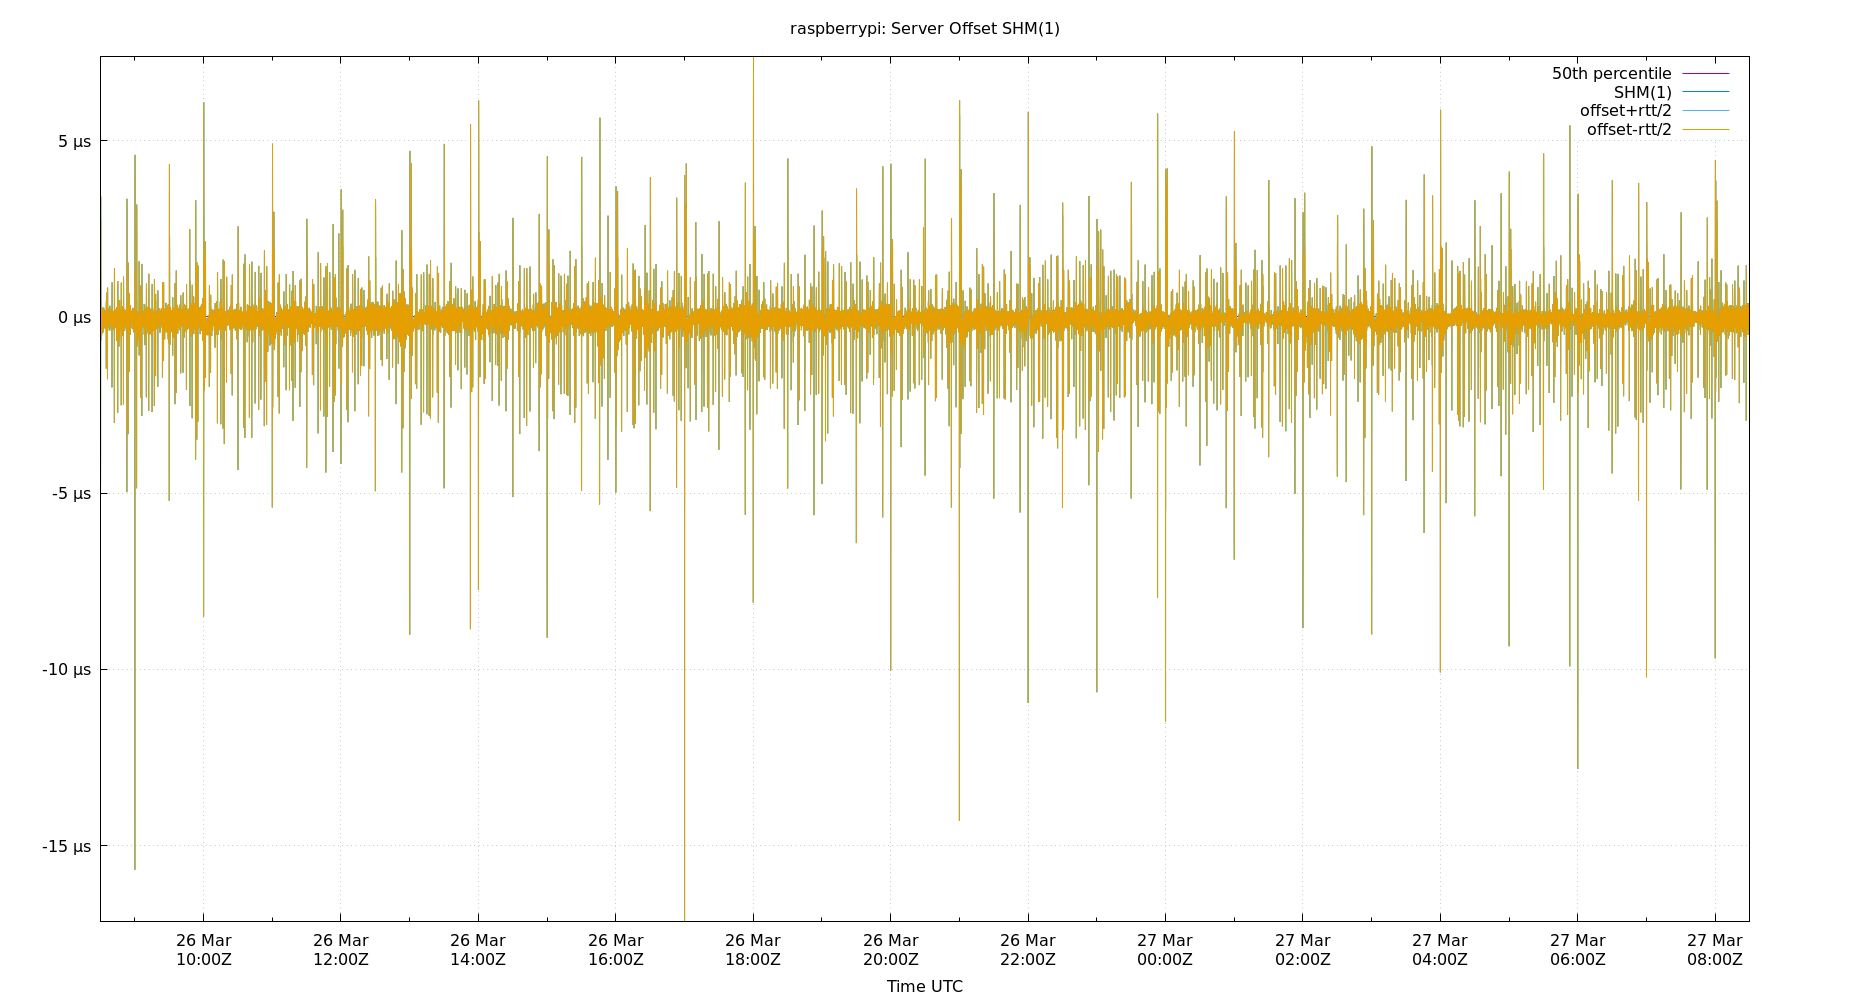 raspberrypi: Server Offset SHM(1)
50th percentile
SHM(1)
offset+rtt/2
offset-rtt/2
5 µs
0 µs
-5 µs
-10 µs
-15 µs
26 Mar 26 Mar 26 Mar 26 Mar 26 Mar 26 Mar 26 Mar 27 Mar 27 Mar 27 Mar 27 Mar 27 Mar
10:00Z 12:00Z 14:00Z 16:00Z 18:00Z 20:00Z 22:00Z 00:00Z 02:00Z 04:00Z 06:00Z 08:00Z
Time UTC